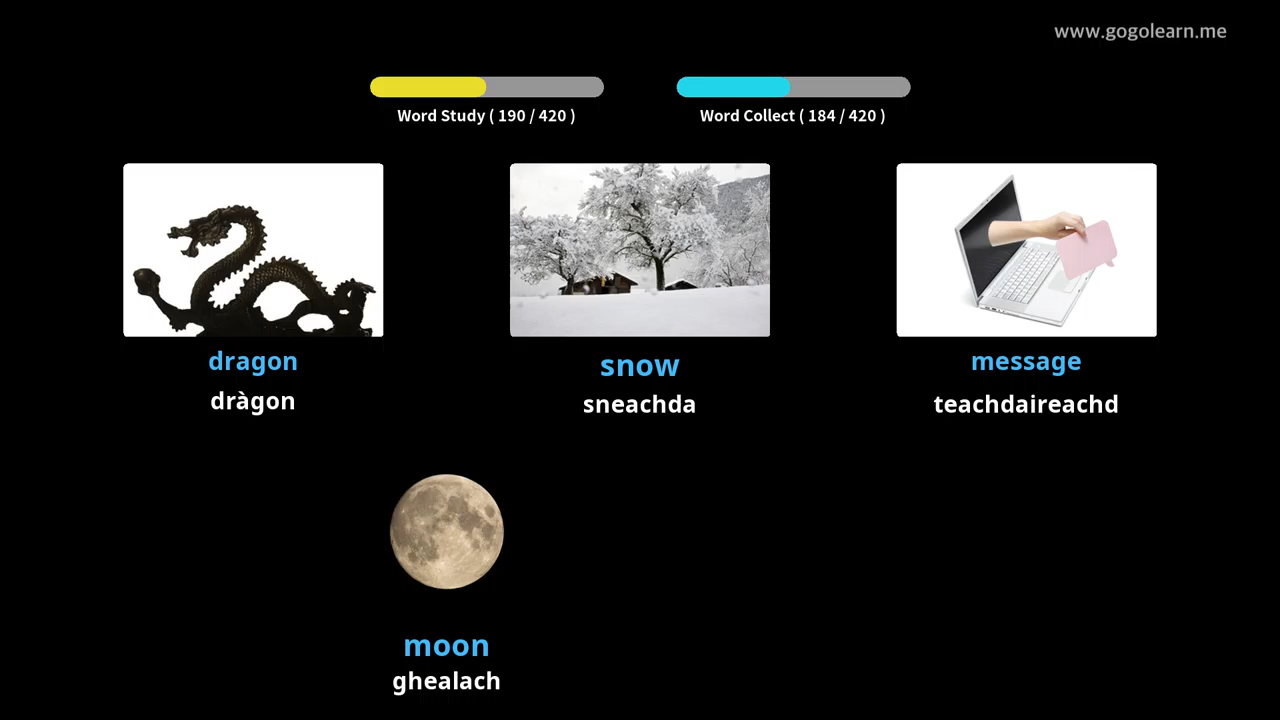 www.gogolearn.me
Word Study ( 190 / 420 )
Word Collect ( 184 / 420 )
dragon
dràgon
snow
sneachda
message
teachdaireachd
moon
ghealach